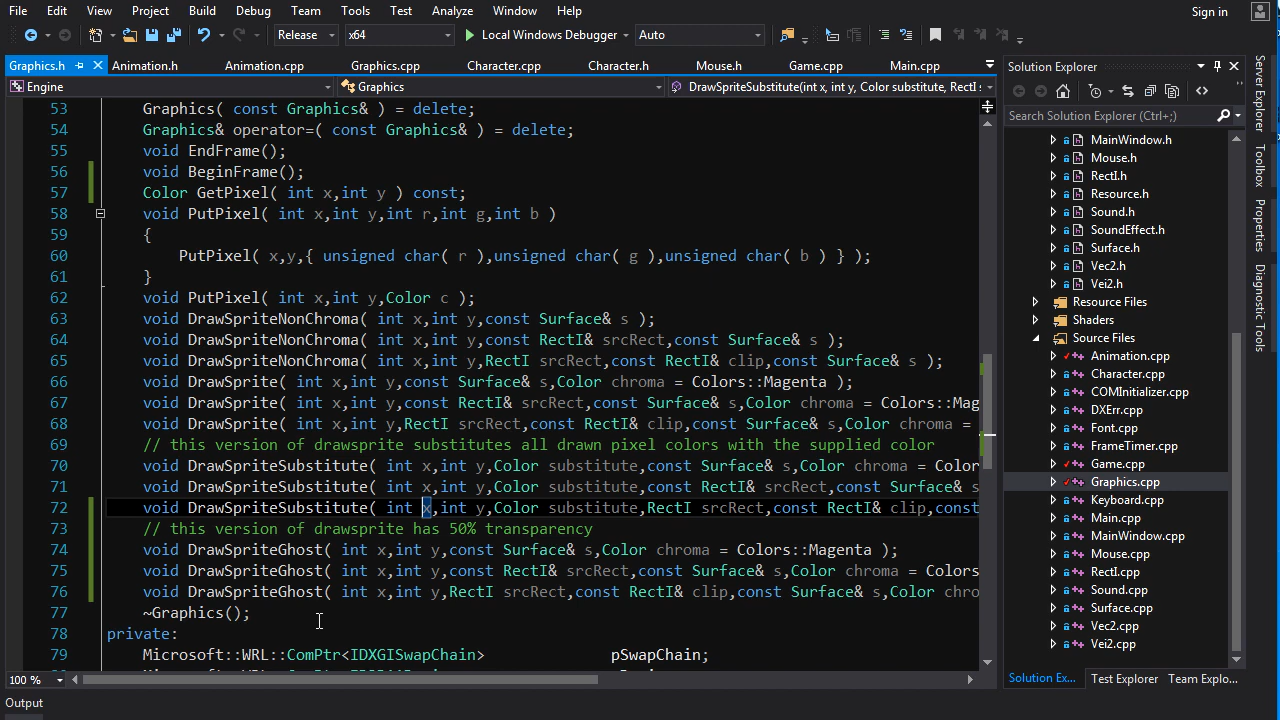 File Edit View Project Build Debug Team Tools Test Analyze Window Help Sign in
Release x64 Local Windows Debugger Auto
Graphics.h Animation.h Animation.cpp Graphics.cpp Character.cpp Character.h Mouse.h Game.cpp Main.cpp
Engine Graphics DrawSpriteSubstitute(int x, int y, Color substitute, RectI s
53 Graphics( const Graphics& ) = delete;
54 Graphics& operator=( const Graphics& ) = delete;
55 void EndFrame();
56 void BeginFrame();
57 Color GetPixel( int x,int y ) const;
58 void PutPixel( int x,int y,int r,int g,int b )
59 {
60 PutPixel( x,y,{ unsigned char( r ),unsigned char( g ),unsigned char( b ) } );
61 }
62 void PutPixel( int x,int y,Color c );
63 void DrawSpriteNonChroma( int x,int y,const Surface& s );
64 void DrawSpriteNonChroma( int x,int y,const RectI& srcRect,const Surface& s );
65 void DrawSpriteNonChroma( int x,int y,RectI srcRect,const RectI& clip,const Surface& s );
66 void DrawSprite( int x,int y,const Surface& s,Color chroma = Colors::Magenta );
67 void DrawSprite( int x,int y,const RectI& srcRect,const Surface& s,Color chroma = Colors::Mag
68 void DrawSprite( int x,int y,RectI srcRect,const RectI& clip,const Surface& s,Color chroma =
69 // this version of drawsprite substitutes all drawn pixel colors with the supplied color
70 void DrawSpriteSubstitute( int x,int y,Color substitute,const Surface& s,Color chroma = Color
71 void DrawSpriteSubstitute( int x,int y,Color substitute,const RectI& srcRect,const Surface& s
72 void DrawSpriteSubstitute( int x,int y,Color substitute,RectI srcRect,const RectI& clip,const
73 // this version of drawsprite has 50% transparency
74 void DrawSpriteGhost( int x,int y,const Surface& s,Color chroma = Colors::Magenta );
75 void DrawSpriteGhost( int x,int y,const RectI& srcRect,const Surface& s,Color chroma = Colors
76 void DrawSpriteGhost( int x,int y,RectI srcRect,const RectI& clip,const Surface& s,Color chro
77 ~Graphics();
78 private:
79 Microsoft::WRL::ComPtr<IDXGISwapChain> pSwapChain;
100 %
Output
Solution Explorer
Search Solution Explorer (Ctrl+;)
MainWindow.h
Mouse.h
RectI.h
Resource.h
Sound.h
SoundEffect.h
Surface.h
Vec2.h
Vei2.h
Resource Files
Shaders
Source Files
Animation.cpp
Character.cpp
COMInitializer.cpp
DXErr.cpp
Font.cpp
FrameTimer.cpp
Game.cpp
Graphics.cpp
Keyboard.cpp
Main.cpp
MainWindow.cpp
Mouse.cpp
RectI.cpp
Sound.cpp
Surface.cpp
Vec2.cpp
Vei2.cpp
Solution Ex... Test Explorer Team Explo...
Server Explorer
Toolbox
Properties
Diagnostic Tools